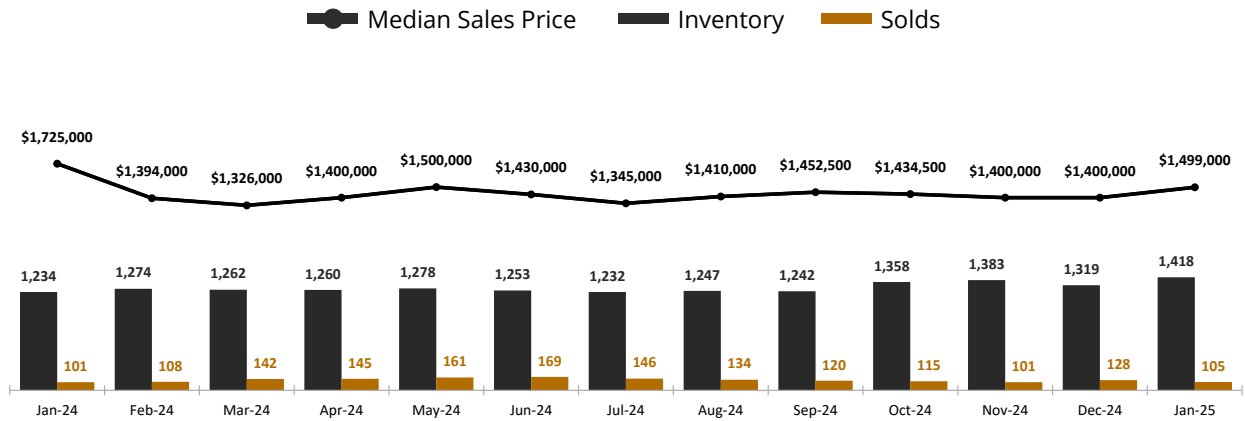 Median Sales Price Inventory Solds
$1,725,000 $1,394,000 $1,326,000 $1,400,000 $1,500,000 $1,430,000 $1,345,000 $1,410,000 $1,452,500 $1,434,500 $1,400,000 $1,400,000 $1,499,000
1,234 1,274 1,262 1,260 1,278 1,253 1,232 1,247 1,242 1,358 1,383 1,319 1,418
101 108 142 145 161 169 146 134 120 115 101 128 105
Jan-24 Feb-24 Mar-24 Apr-24 May-24 Jun-24 Jul-24 Aug-24 Sep-24 Oct-24 Nov-24 Dec-24 Jan-25